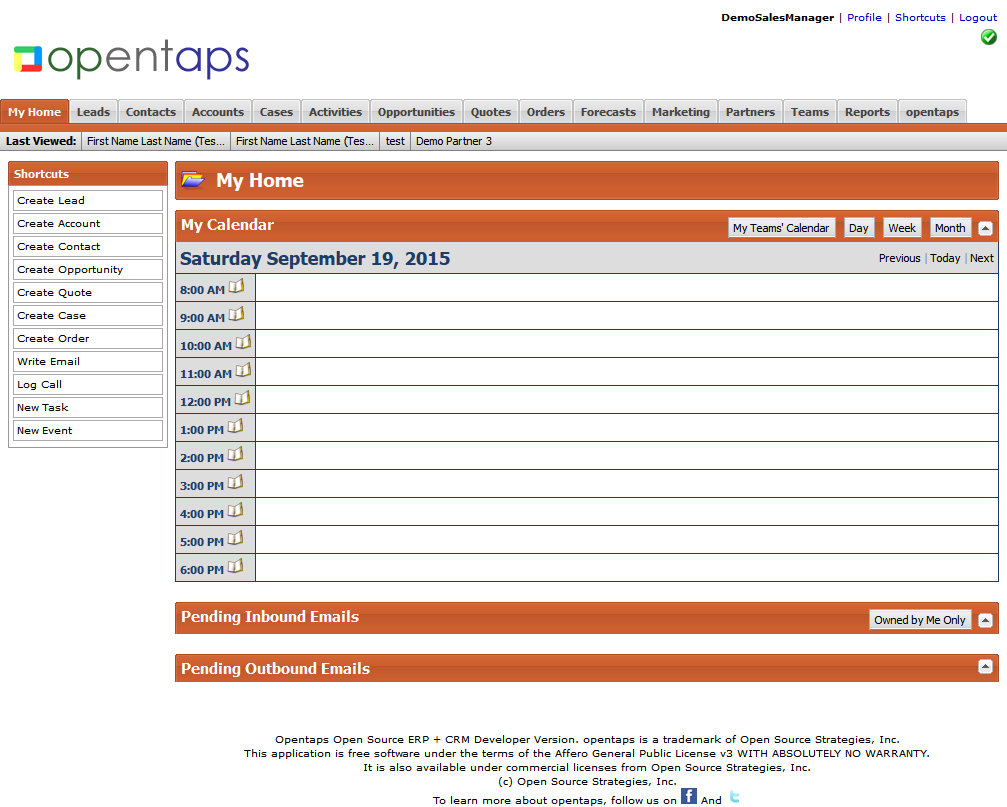 DemoSalesManager | Profile | Shortcuts | Logout
opentaps
My Home Leads Contacts Accounts Cases Activities Opportunities Quotes Orders Forecasts Marketing Partners Teams Reports opentaps
Last Viewed: First Name Last Name (Tes... First Name Last Name (Tes... test Demo Partner 3
Shortcuts
Create Lead
Create Account
Create Contact
Create Opportunity
Create Quote
Create Case
Create Order
Write Email
Log Call
New Task
New Event
My Home
My Calendar My Teams' Calendar Day Week Month
Saturday September 19, 2015 Previous | Today | Next
8:00 AM
9:00 AM
10:00 AM
11:00 AM
12:00 PM
1:00 PM
2:00 PM
3:00 PM
4:00 PM
5:00 PM
6:00 PM
Pending Inbound Emails Owned by Me Only
Pending Outbound Emails
Opentaps Open Source ERP + CRM Developer Version. opentaps is a trademark of Open Source Strategies, Inc.
This application is free software under the terms of the Affero General Public License v3 WITH ABSOLUTELY NO WARRANTY.
It is also available under commercial licenses from Open Source Strategies, Inc.
(c) Open Source Strategies, Inc.
To learn more about opentaps, follow us on f And t